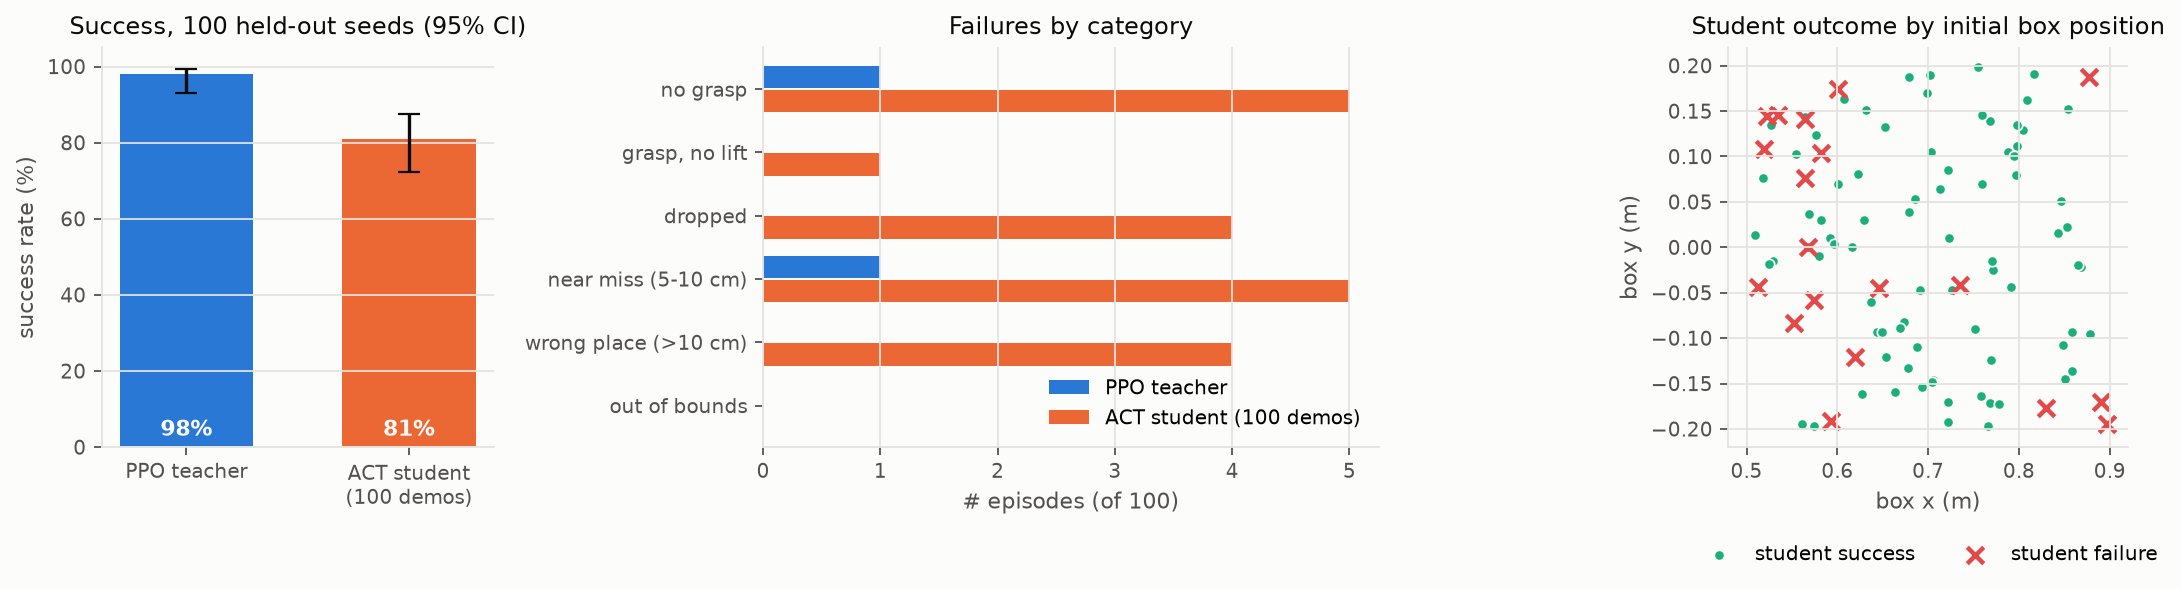 Success, 100 held-out seeds (95% CI)
success rate (%)
100
80
60
40
20
0
98%
81%
PPO teacher
ACT student
(100 demos)
Failures by category
no grasp
grasp, no lift
dropped
near miss (5-10 cm)
wrong place (>10 cm)
out of bounds
PPO teacher
ACT student (100 demos)
0 1 2 3 4 5
# episodes (of 100)
Student outcome by initial box position
box y (m)
0.20
0.15
0.10
0.05
0.00
−0.05
−0.10
−0.15
−0.20
0.5 0.6 0.7 0.8 0.9
box x (m)
student success
student failure